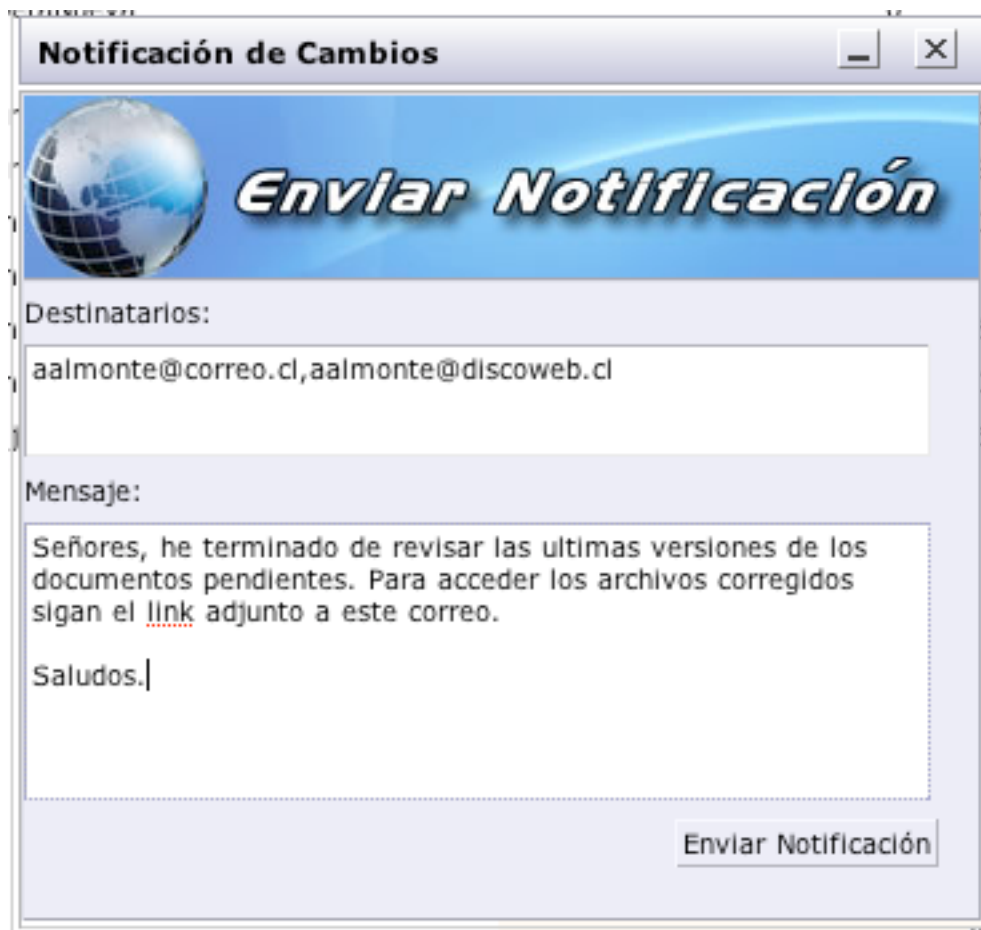 Notificación de Cambios
Enviar Notificación
Destinatarios:
aalmonte@correo.cl,aalmonte@discoweb.cl
Mensaje:
Señores, he terminado de revisar las ultimas versiones de los
documentos pendientes. Para acceder los archivos corregidos
sigan el link adjunto a este correo.
Saludos.
Enviar Notificación